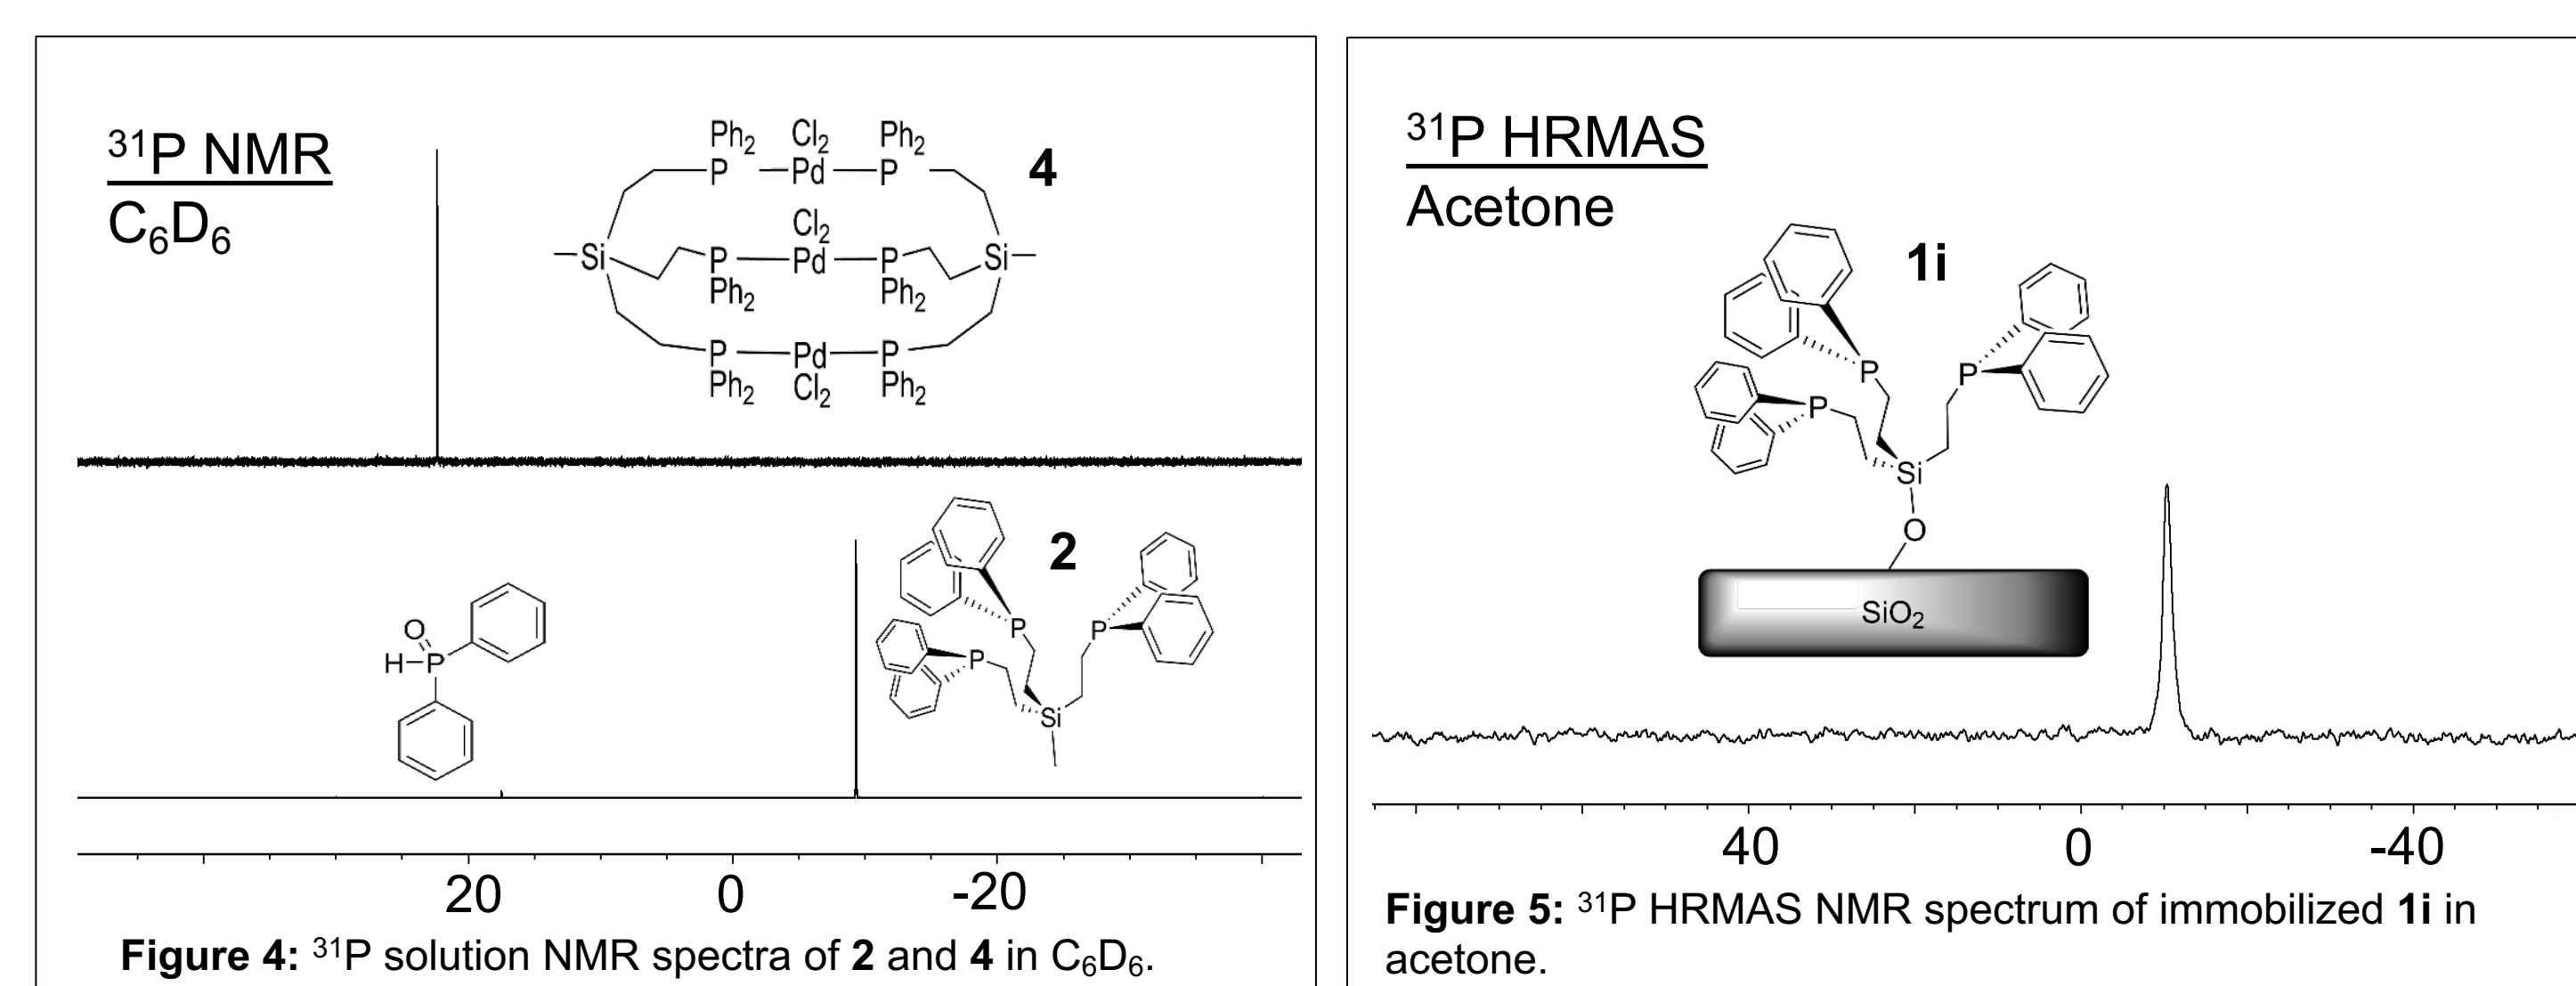 ³¹P NMR
C₆D₆
Ph₂ Cl₂ Ph₂
P Pd P
4
Cl₂
Si P Pd P Si
Ph₂ Ph₂
P Pd P
Ph₂ Cl₂ Ph₂
2
O
H P
P
P
P
Si
20 0 -20
Figure 4: ³¹P solution NMR spectra of 2 and 4 in C₆D₆.
³¹P HRMAS
Acetone
1i
P
P
P
Si
O
SiO₂
40 0 -40
Figure 5: ³¹P HRMAS NMR spectrum of immobilized 1i in
acetone.